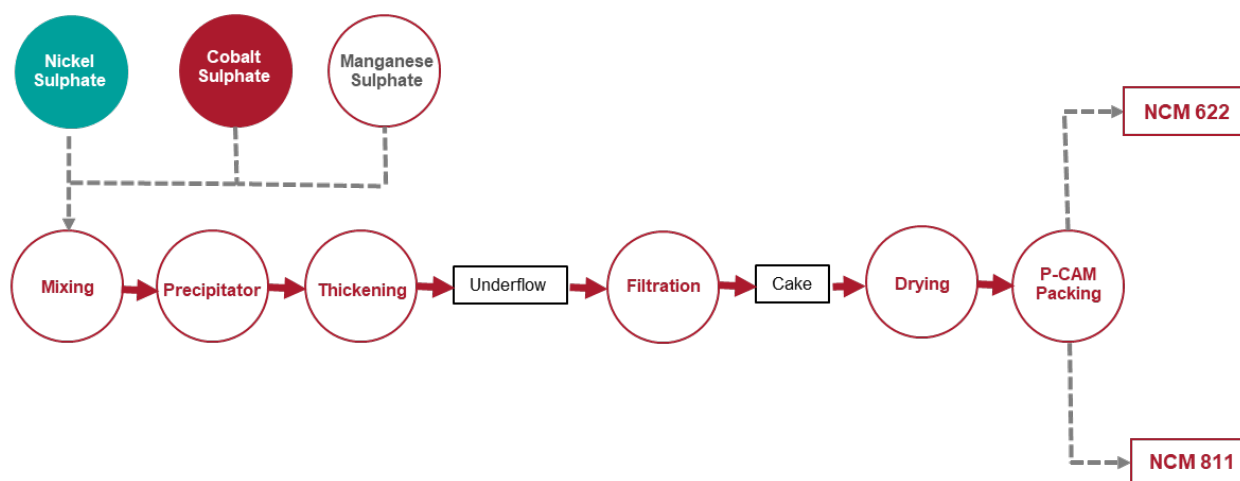 Nickel
Sulphate
Cobalt
Sulphate
Manganese
Sulphate
NCM 622
Mixing
Precipitator
Thickening
Underflow
Filtration
Cake
Drying
P-CAM
Packing
NCM 811